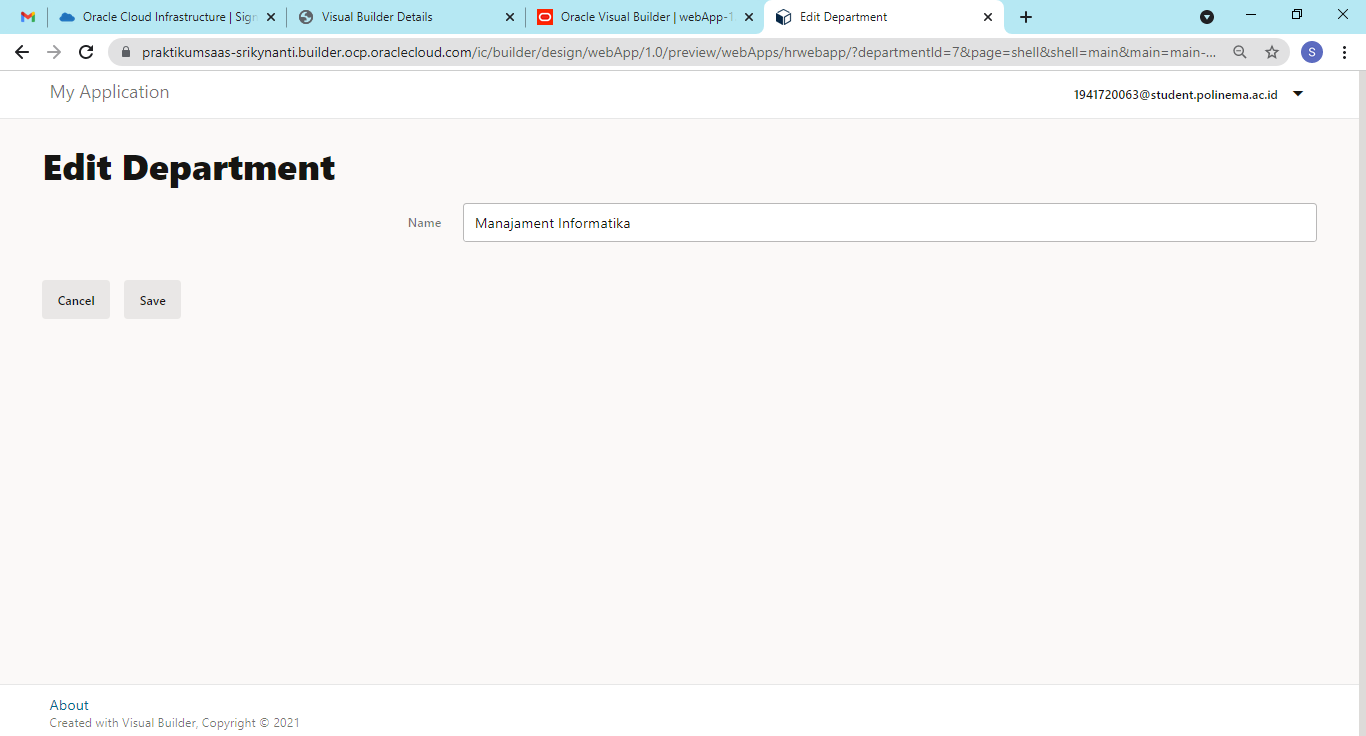 Oracle Cloud Infrastructure | Sign
Visual Builder Details
Oracle Visual Builder | webApp-1
Edit Department
praktikumsaas-srikynanti.builder.ocp.oraclecloud.com/ic/builder/design/webApp/1.0/preview/webApps/hrwebapp/?departmentId=7&page=shell&shell=main&main=main-...
S
My Application
1941720063@student.polinema.ac.id
Edit Department
Name
Manajament Informatika
Cancel
Save
About
Created with Visual Builder, Copyright © 2021